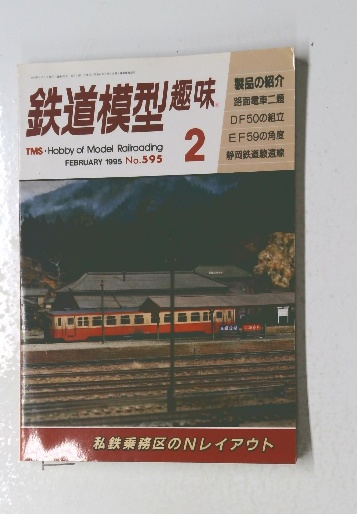 鉄道模型趣味
TMS・Hobby of Model Railroading
FEBRUARY 1995 No.595
2
製品の紹介
路面電車二題
DF50の組立
EF59の角度
静岡鉄道駿遠線
私鉄乗務区のNレイアウト